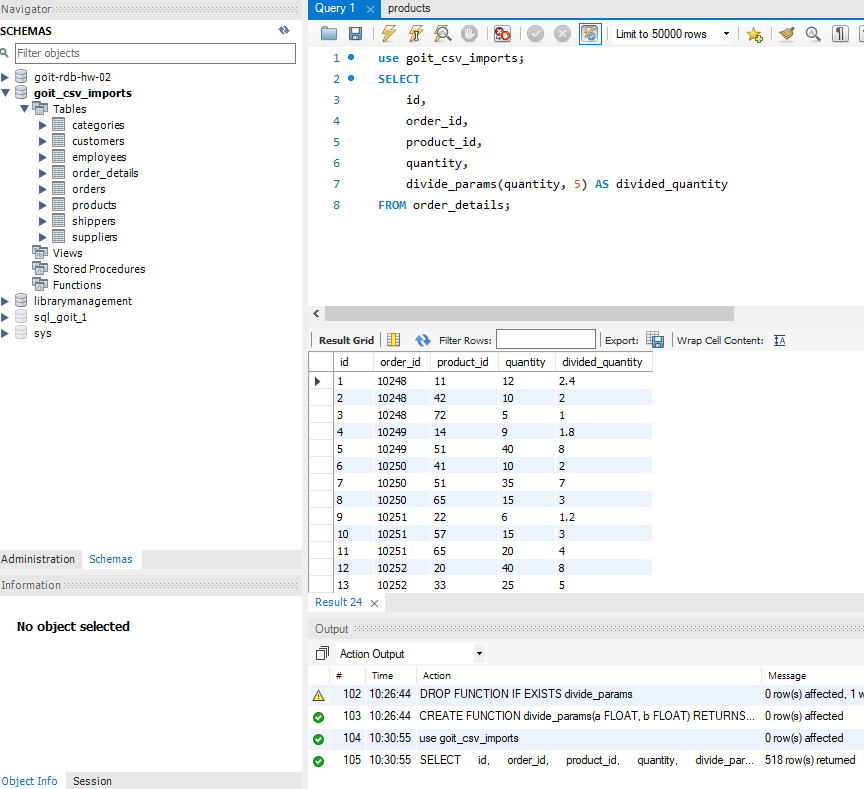 Navigator
SCHEMAS
Filter objects
goit-rdb-hw-02
goit_csv_imports
Tables
categories
customers
employees
order_details
orders
products
shippers
suppliers
Views
Stored Procedures
Functions
librarymanagement
sql_goit_1
sys
Administration Schemas
Information
No object selected
Object Info Session
Query 1 products
Limit to 50000 rows
1 use goit_csv_imports;
2 SELECT
3 id,
4 order_id,
5 product_id,
6 quantity,
7 divide_params(quantity, 5) AS divided_quantity
8 FROM order_details;
Result Grid Filter Rows: Export: Wrap Cell Content:
id order_id product_id quantity divided_quantity
1 10248 11 12 2.4
2 10248 42 10 2
3 10248 72 5 1
4 10249 14 9 1.8
5 10249 51 40 8
6 10250 41 10 2
7 10250 51 35 7
8 10250 65 15 3
9 10251 22 6 1.2
10 10251 57 15 3
11 10251 65 20 4
12 10252 20 40 8
13 10252 33 25 5
Result 24
Output
Action Output
# Time Action Message
102 10:26:44 DROP FUNCTION IF EXISTS divide_params 0 row(s) affected, 1 w
103 10:26:44 CREATE FUNCTION divide_params(a FLOAT, b FLOAT) RETURNS... 0 row(s) affected
104 10:30:55 use goit_csv_imports 0 row(s) affected
105 10:30:55 SELECT id, order_id, product_id, quantity, divide_par... 518 row(s) returned